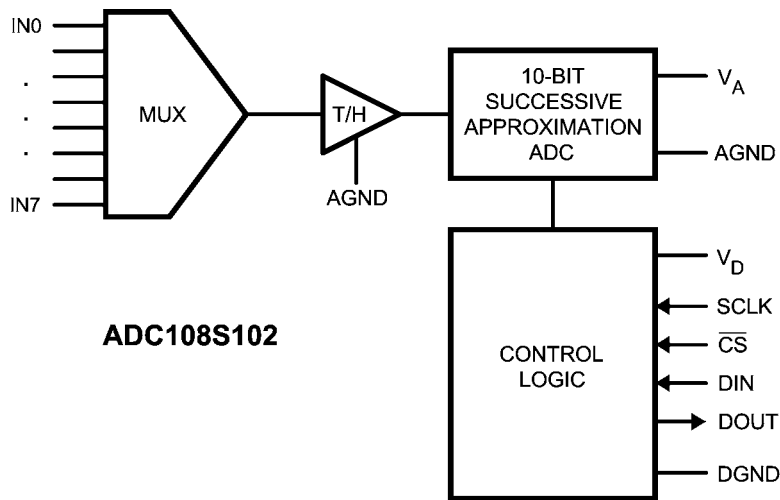 IN0
.
.
.
IN7
MUX
T/H
AGND
10-BIT
SUCCESSIVE
APPROXIMATION
ADC
V_A
AGND
V_D
SCLK
C̅S̅
DIN
DOUT
DGND
CONTROL
LOGIC
ADC108S102